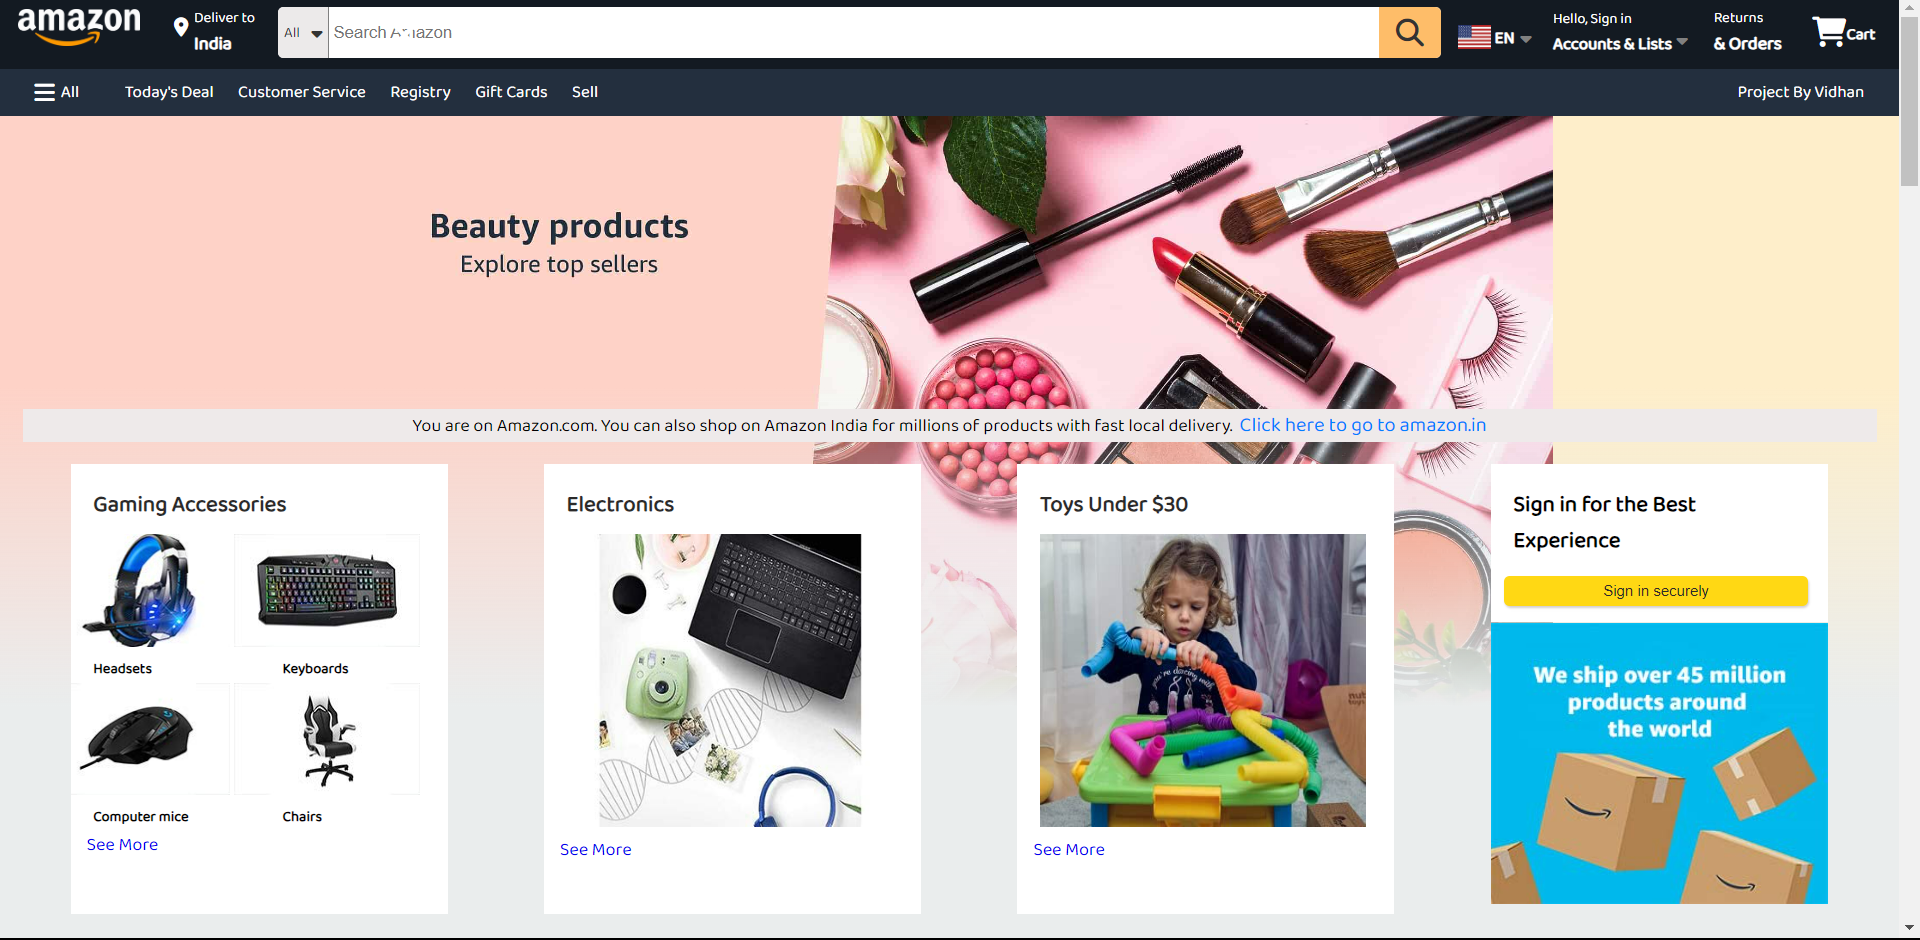 amazon
Deliver to
India
All
Search Amazon
EN
Hello, Sign in
Accounts & Lists
Returns
& Orders
Cart
All
Today's Deal
Customer Service
Registry
Gift Cards
Sell
Project By Vidhan
Beauty products
Explore top sellers
You are on Amazon.com. You can also shop on Amazon India for millions of products with fast local delivery. Click here to go to amazon.in
Gaming Accessories
Headsets
Keyboards
Computer mice
Chairs
See More
Electronics
See More
Toys Under $30
you're dancing with
See More
Sign in for the Best
Experience
Sign in securely
We ship over 45 million
products around
the world